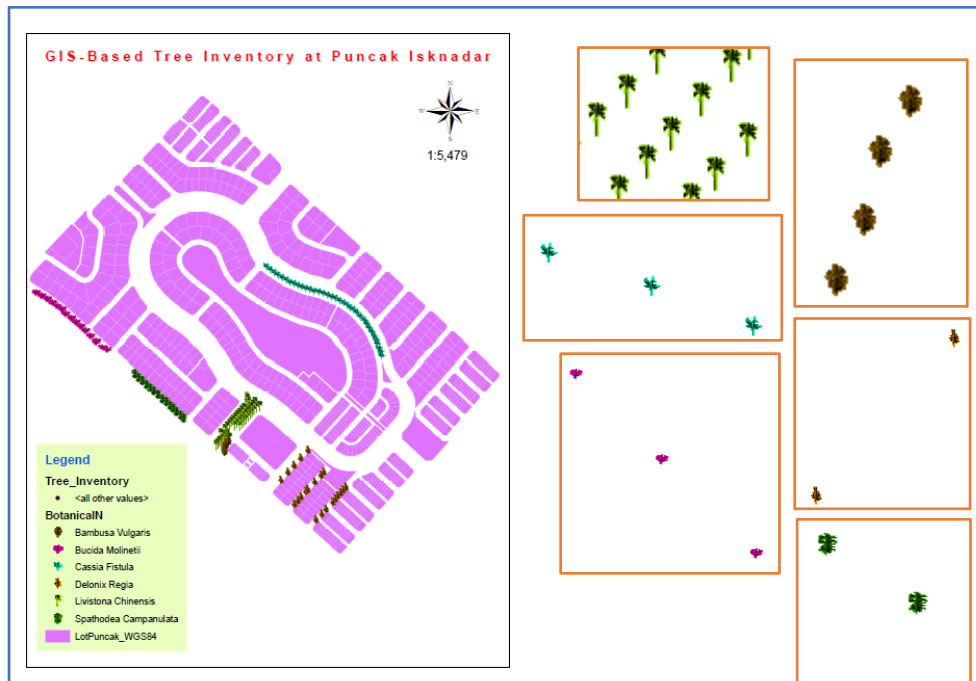 GIS-Based Tree Inventory at Puncak Isknadar
N
W
E
S
1:5,479
Legend
Tree_Inventory
<all other values>
BotanicalN
Bambusa Vulgaris
Bucida Molinetii
Cassia Fistula
Delonix Regia
Livistona Chinensis
Spathodea Campanulata
LotPuncak_WGS84